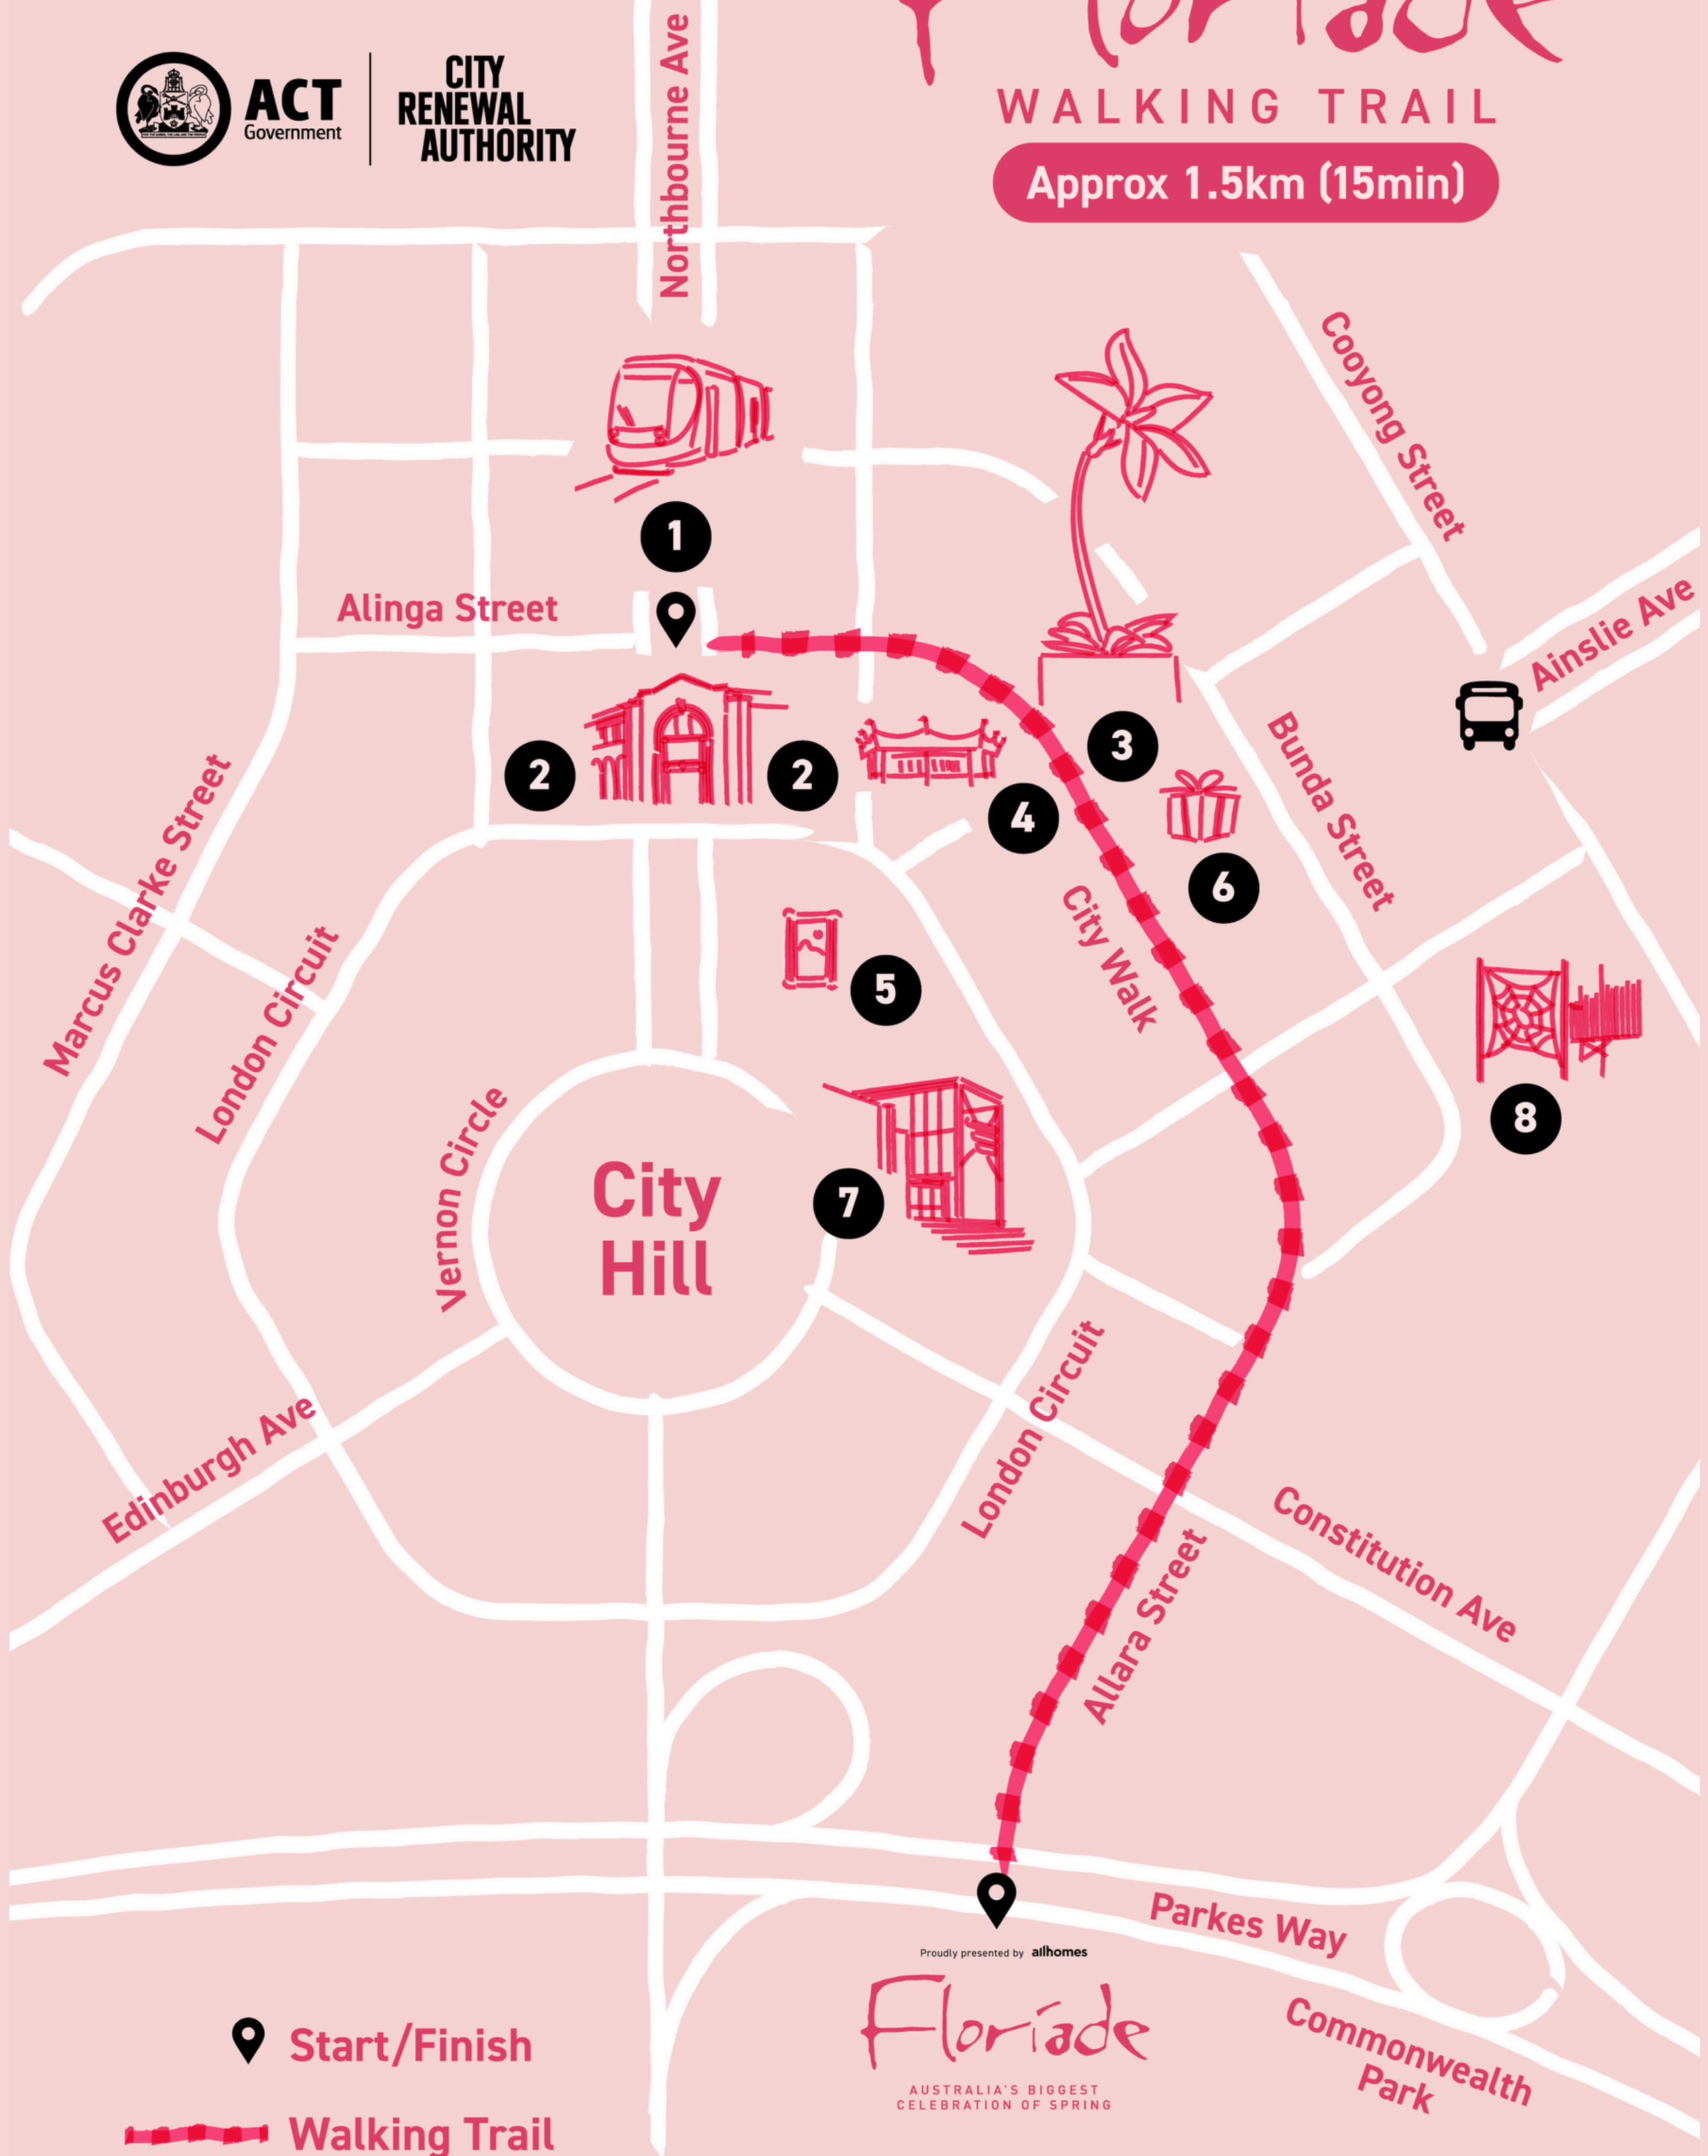 Floriade
WALKING TRAIL
Approx 1.5km (15min)
ACT
Government
CITY
RENEWAL
AUTHORITY
Northbourne Ave
Cooyong Street
1
Alinga Street
Ainslie Ave
2
2
3
4
Bunda Street
6
Marcus Clarke Street
City Walk
London Circuit
5
8
Vernon Circle
City
Hill
7
London Circuit
Edinburgh Ave
Constitution Ave
Allara Street
Parkes Way
Proudly presented by allhomes
Floriade
AUSTRALIA'S BIGGEST
CELEBRATION OF SPRING
Commonwealth
Park
Start/Finish
Walking Trail